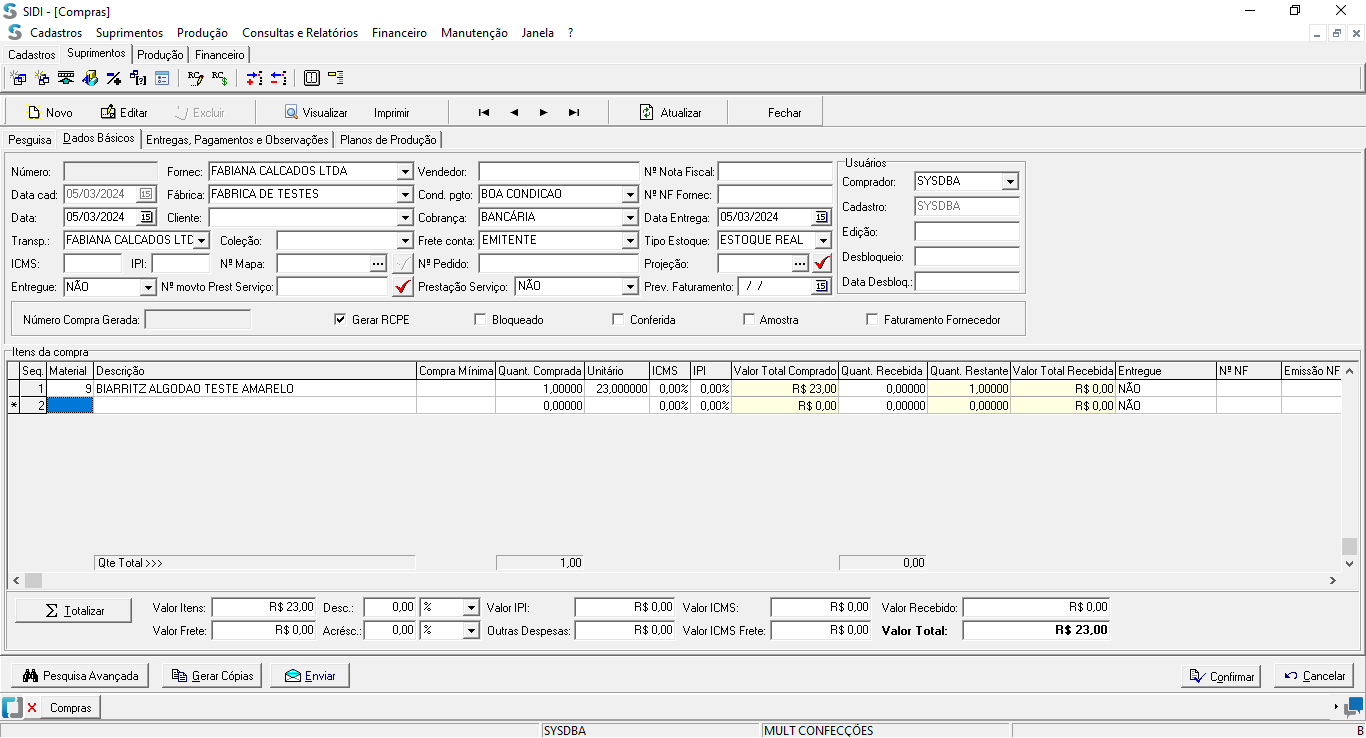 SIDI - [Compras]
Cadastros Suprimentos Produção Consultas e Relatórios Financeiro Manutenção Janela ?
Cadastros Suprimentos Produção Financeiro
Novo Editar Excluir Visualizar Imprimir Atualizar Fechar
Pesquisa Dados Básicos Entregas, Pagamentos e Observações Planos de Produção
Usuários
Número: Fornec: FABIANA CALCADOS LTDA Vendedor: Nº Nota Fiscal:
Comprador: SYSDBA
Data cad: 05/03/2024 15 Fábrica: FABRICA DE TESTES Cond. pgto: BOA CONDICAO Nº NF Fornec:
Cadastro: SYSDBA
Data: 05/03/2024 15 Cliente: Cobrança: BANCÁRIA Data Entrega: 05/03/2024 15
Edição:
Transp.: FABIANA CALCADOS LTC Coleção: Frete conta: EMITENTE Tipo Estoque: ESTOQUE REAL
Desbloqueio:
ICMS: IPI: Nº Mapa: ... Nº Pedido: Projeção: ...
Data Desbloq.:
Entregue: NÃO Nº movto Prest Serviço: Prestação Serviço: NÃO Prev. Faturamento: / / 15
Número Compra Gerada: Gerar RCPE Bloqueado Conferida Amostra Faturamento Fornecedor
Itens da compra
Seq. Material Descrição Compra Mínima Quant. Comprada Unitário ICMS IPI Valor Total Comprado Quant. Recebida Quant. Restante Valor Total Recebida Entregue Nº NF Emissão NF
1 9 BIARRITZ ALGODAO TESTE AMARELO 1,00000 23,000000 0,00% 0,00% R$ 23,00 0,00000 1,00000 R$ 0,00 NÃO
* 2 0,00000 0,00% 0,00% R$ 0,00 0,00000 0,00000 R$ 0,00 NÃO
Qte Total >>> 1,00 0,00
Totalizar Valor Itens: R$ 23,00 Desc.: 0,00 % Valor IPI: R$ 0,00 Valor ICMS: R$ 0,00 Valor Recebido: R$ 0,00
Valor Frete: R$ 0,00 Acrésc.: 0,00 % Outras Despesas: R$ 0,00 Valor ICMS Frete: R$ 0,00 Valor Total: R$ 23,00
Pesquisa Avançada Gerar Cópias Enviar Confirmar Cancelar
Compras
SYSDBA MULT CONFECÇÕES B